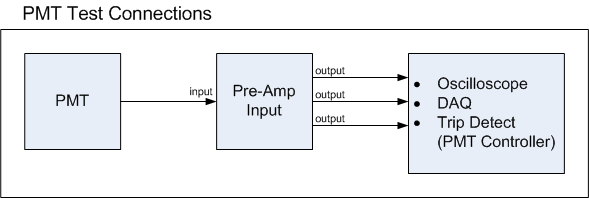 PMT Test Connections
PMT
input
Pre-Amp
Input
output
output
output
• Oscilloscope
• DAQ
• Trip Detect
(PMT Controller)